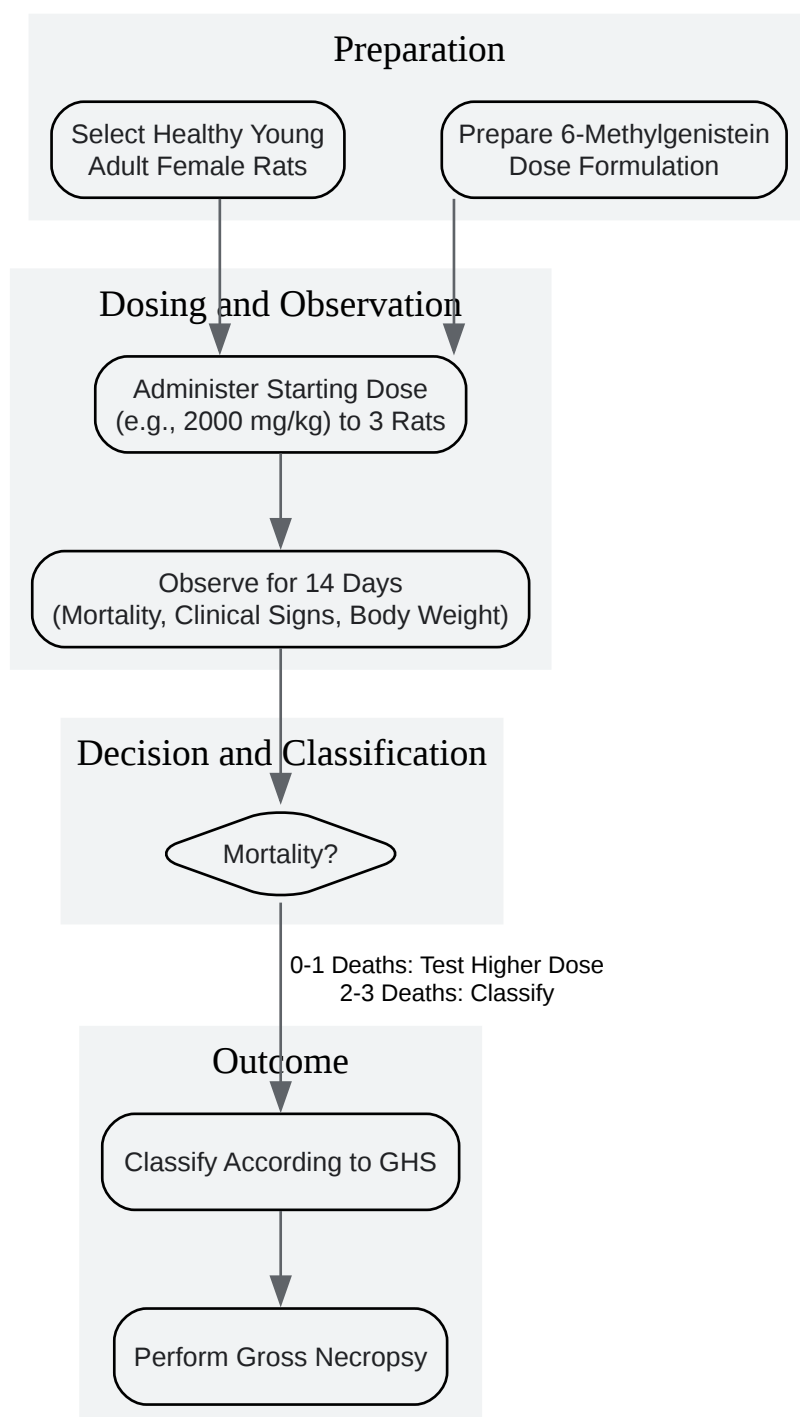 Preparation
Select Healthy Young
Adult Female Rats
Prepare 6-Methylgenistein
Dose Formulation
Dosing and Observation
Administer Starting Dose
(e.g., 2000 mg/kg) to 3 Rats
Observe for 14 Days
(Mortality, Clinical Signs, Body Weight)
Decision and Classification
Mortality?
0-1 Deaths: Test Higher Dose
2-3 Deaths: Classify
Outcome
Classify According to GHS
Perform Gross Necropsy